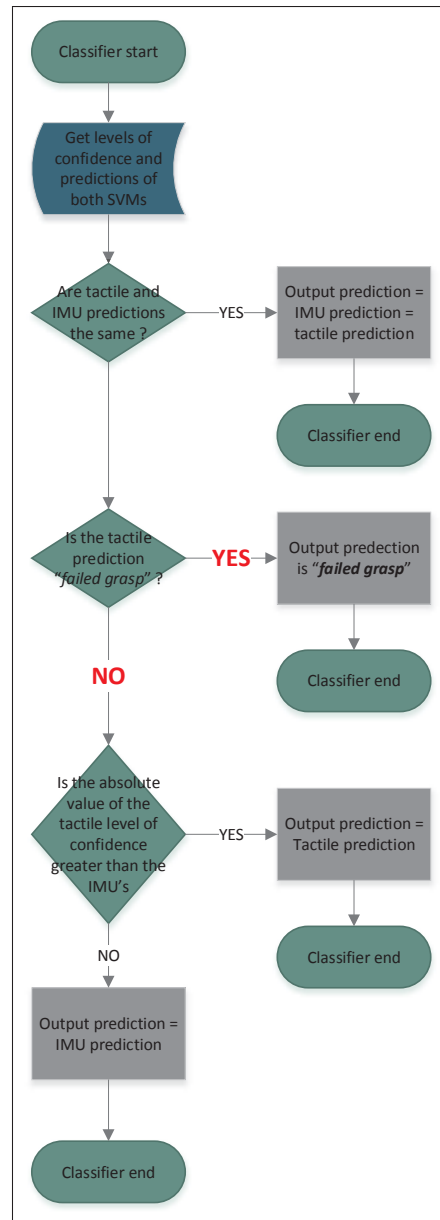 Classifier start
Get levels of
confidence and
predictions of
both SVMs
Are tactile and
IMU predictions
the same ?
YES
Output prediction =
IMU prediction =
tactile prediction
Classifier end
Is the tactile
prediction
“failed grasp” ?
YES
Output predection
is “failed grasp”
Classifier end
NO
Is the absolute
value of the
tactile level of
confidence
greater than the
IMU’s
YES
Output prediction =
Tactile prediction
Classifier end
NO
Output prediction =
IMU prediction
Classifier end